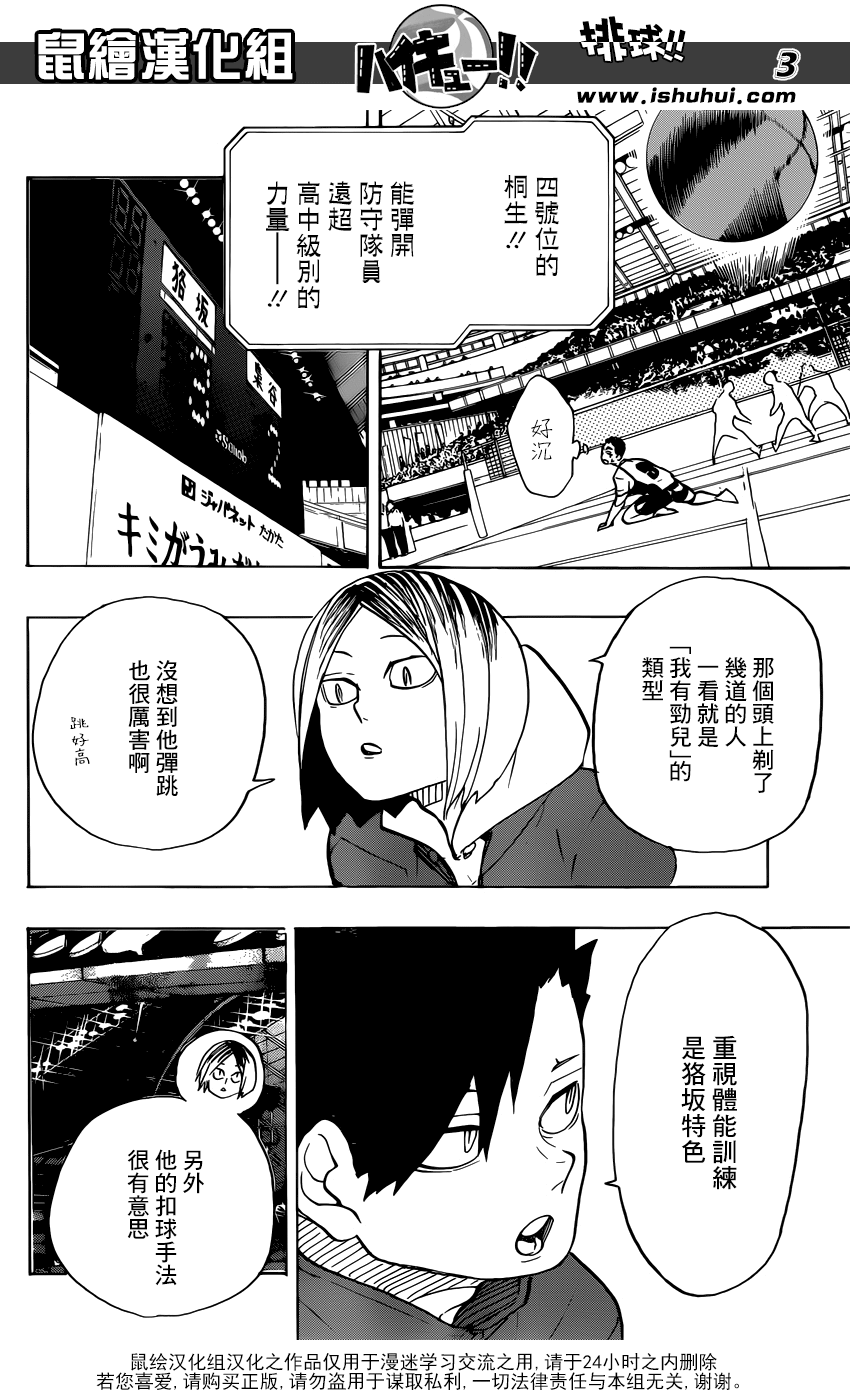 鼠繪漢化組
ハイキュー!!
排球!!
3
www.ishuhui.com
四號位的
桐生!!
能彈開
防守隊員
遠超
高中級別的
力量——!!
好沉
狢坂
3
梟谷
2
ジャパネットたかた
那個頭上剃了
幾道的人
一看就是
「我有勁兒」的
類型
沒想到他彈跳
也很厲害啊
跳好高
重視體能訓練
是狢坂特色
另外
他的扣球手法
很有意思
鼠绘汉化组汉化之作品仅用于漫迷学习交流之用,请于24小时之内删除
若您喜爱,请购买正版,请勿盗用于谋取私利,一切法律责任与本组无关,谢谢。